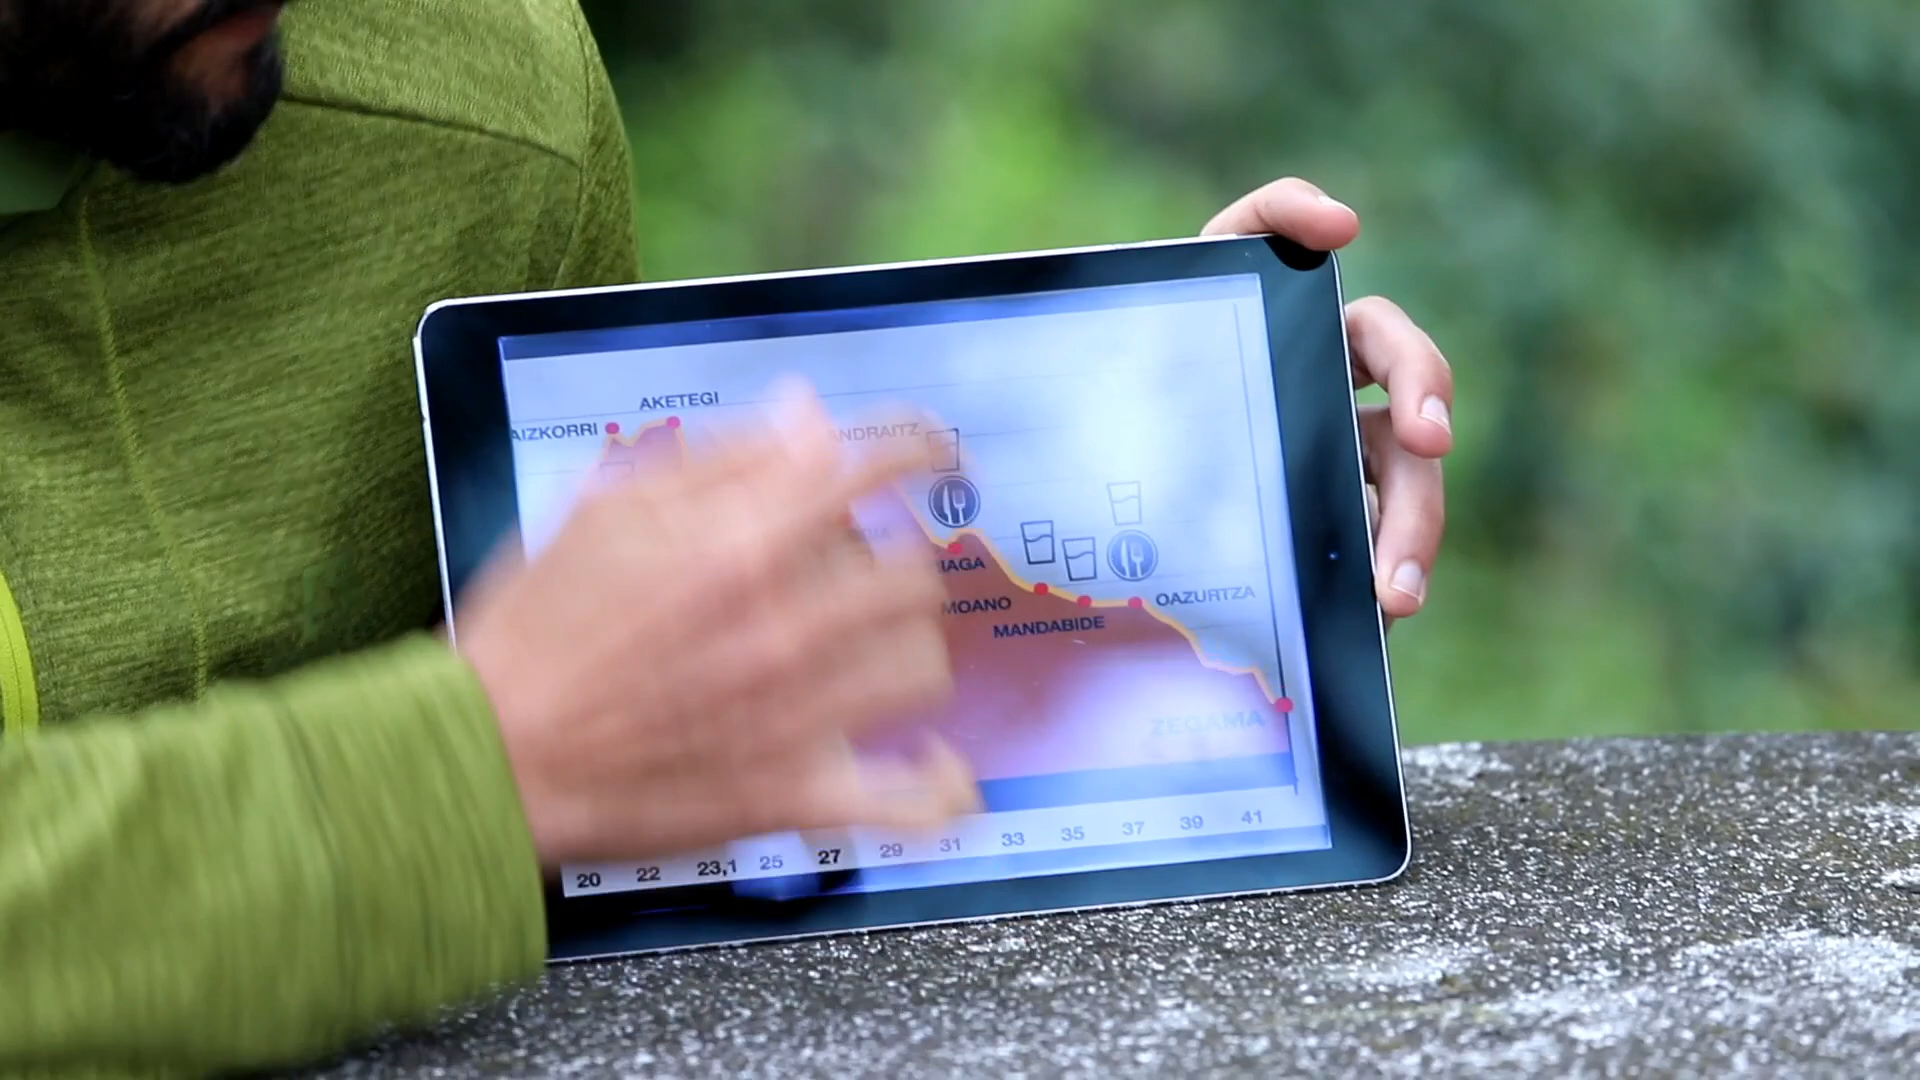 AKETEGI
AIZKORRI
ANDRAITZ
IAGA
MOANO
OAZURTZA
MANDABIDE
ZEGAMA
20 22 23,1 25 27 29 31 33 35 37 39 41